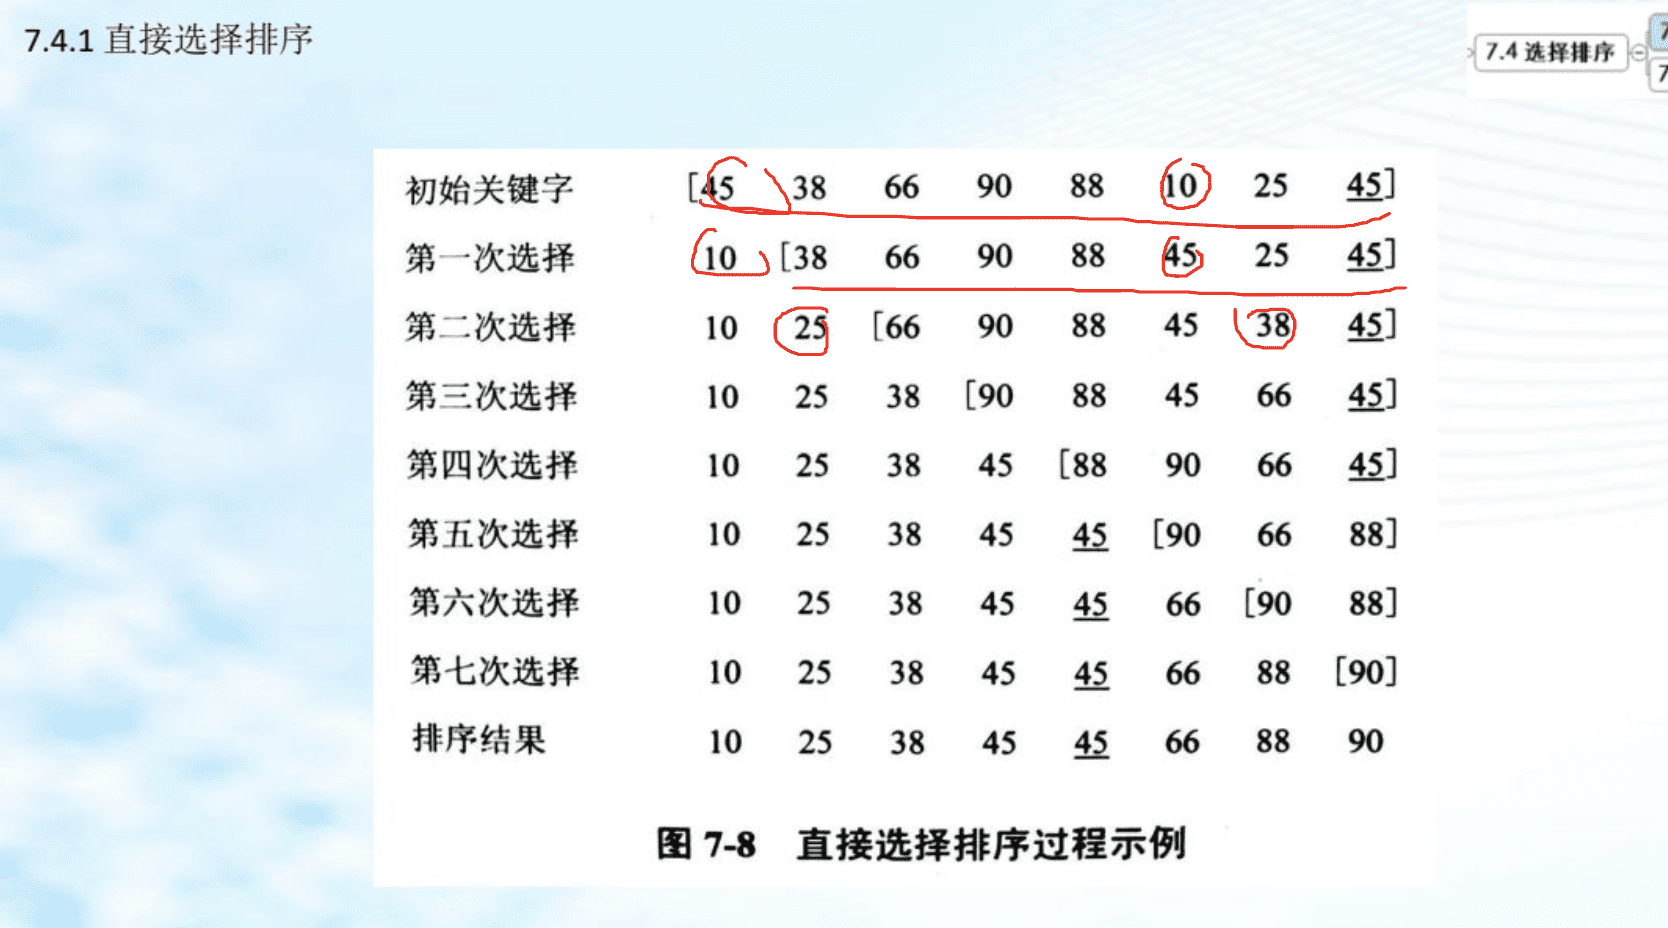 7.4.1 直接选择排序
7.4 选择排序
7
7
初始关键字 [45 38 66 90 88 10 25 45]
第一次选择 10 [38 66 90 88 45 25 45]
第二次选择 10 25 [66 90 88 45 38 45]
第三次选择 10 25 38 [90 88 45 66 45]
第四次选择 10 25 38 45 [88 90 66 45]
第五次选择 10 25 38 45 45 [90 66 88]
第六次选择 10 25 38 45 45 66 [90 88]
第七次选择 10 25 38 45 45 66 88 [90]
排序结果 10 25 38 45 45 66 88 90
图 7-8 直接选择排序过程示例